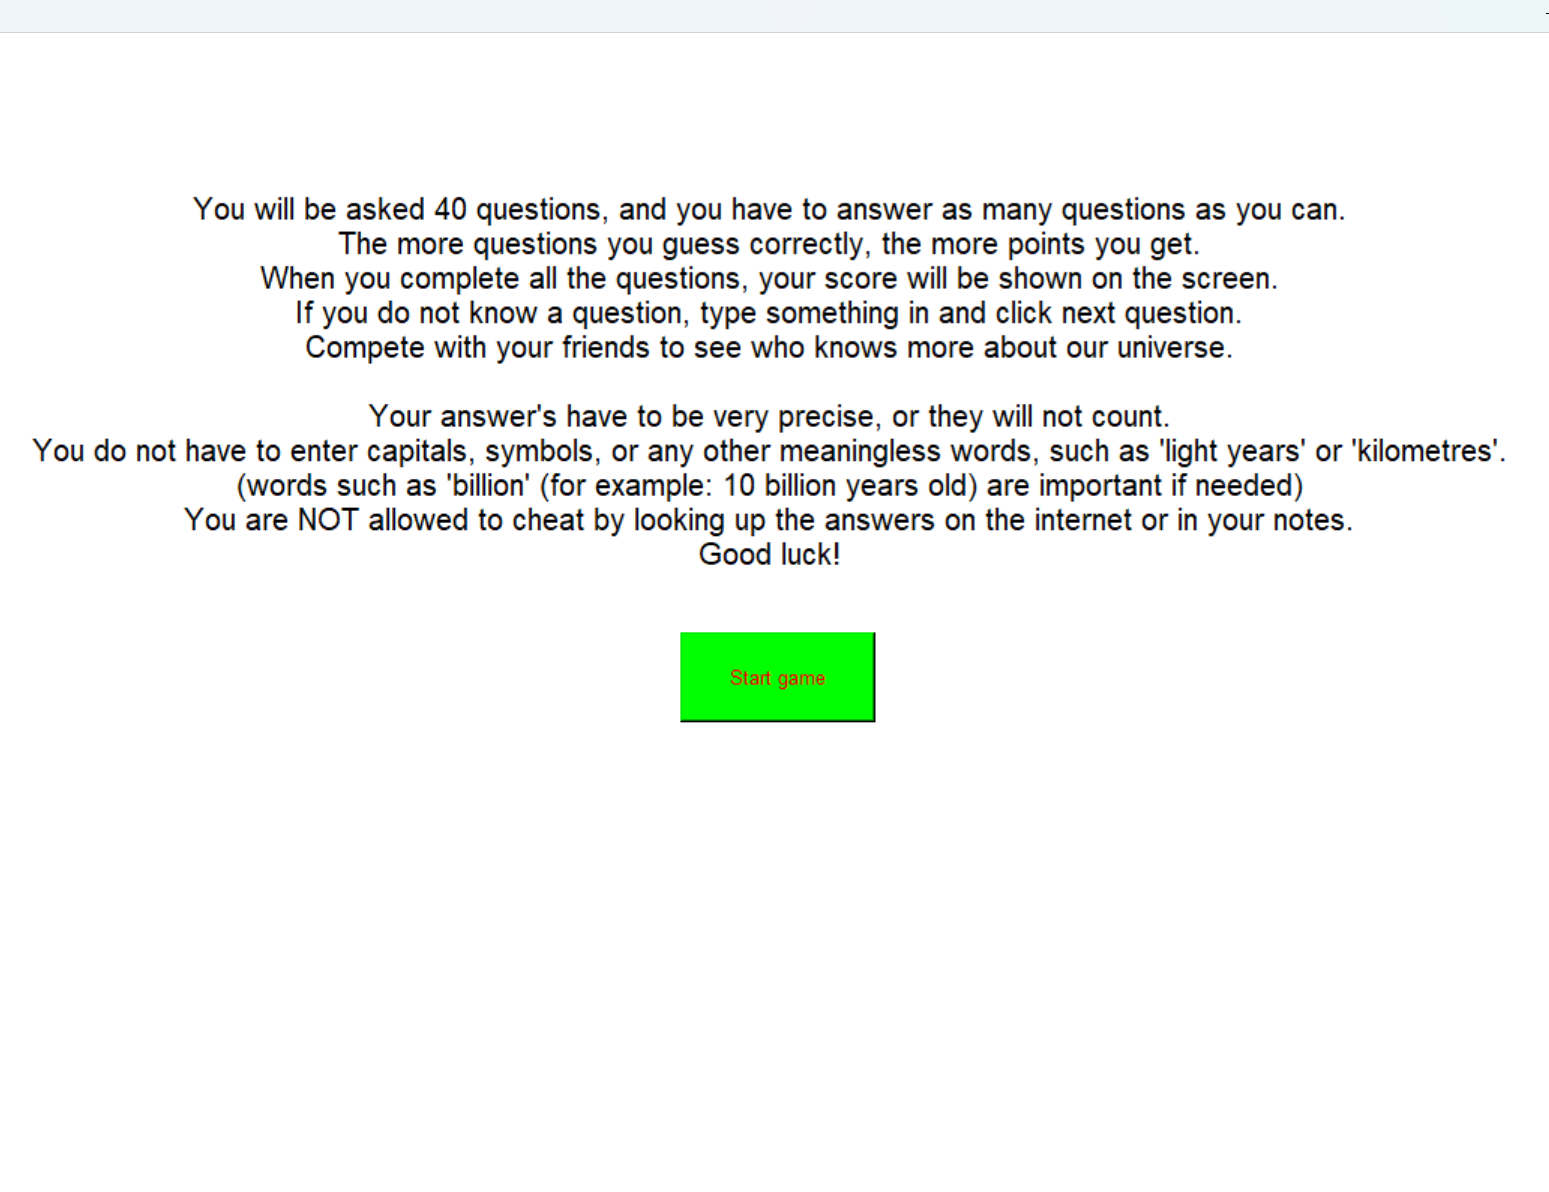 You will be asked 40 questions, and you have to answer as many questions as you can.
The more questions you guess correctly, the more points you get.
When you complete all the questions, your score will be shown on the screen.
If you do not know a question, type something in and click next question.
Compete with your friends to see who knows more about our universe.
Your answer's have to be very precise, or they will not count.
You do not have to enter capitals, symbols, or any other meaningless words, such as 'light years' or 'kilometres'.
(words such as 'billion' (for example: 10 billion years old) are important if needed)
You are NOT allowed to cheat by looking up the answers on the internet or in your notes.
Good luck!
Start game